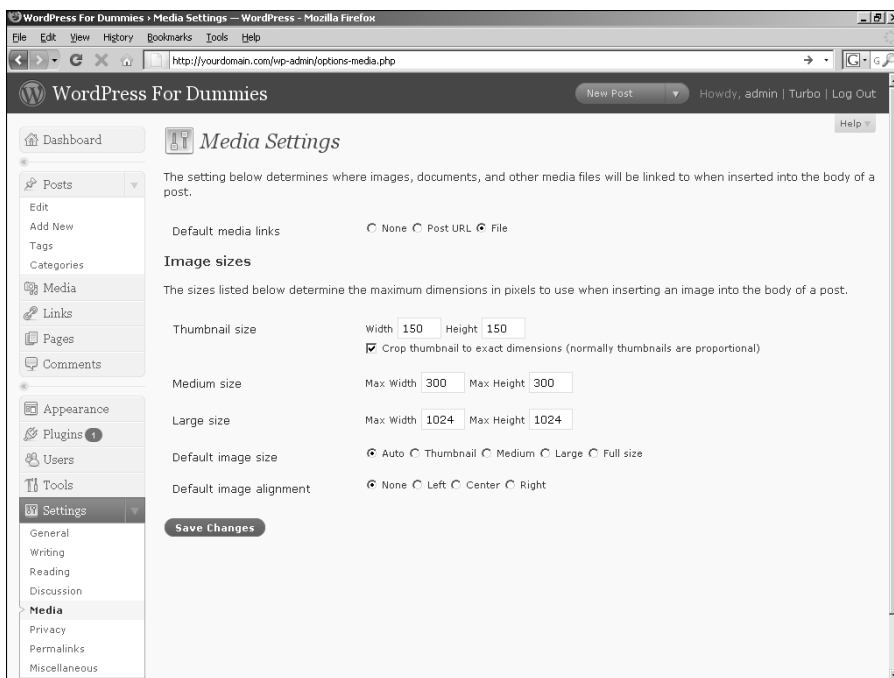 WordPress For Dummies › Media Settings — WordPress - Mozilla Firefox
File Edit View History Bookmarks Tools Help
http://yourdomain.com/wp-admin/options-media.php
WordPress For Dummies
New Post
Howdy, admin | Turbo | Log Out
Help
Dashboard
Media Settings
The setting below determines where images, documents, and other media files will be linked to when inserted into the body of a
post.
Posts
Edit
Add New
Tags
Categories
Media
Links
Pages
Comments
Appearance
Plugins 1
Users
Tools
Settings
General
Writing
Reading
Discussion
Media
Privacy
Permalinks
Miscellaneous
Default media links None Post URL File
Image sizes
The sizes listed below determine the maximum dimensions in pixels to use when inserting an image into the body of a post.
Thumbnail size Width 150 Height 150
Crop thumbnail to exact dimensions (normally thumbnails are proportional)
Medium size Max Width 300 Max Height 300
Large size Max Width 1024 Max Height 1024
Default image size Auto Thumbnail Medium Large Full size
Default image alignment None Left Center Right
Save Changes